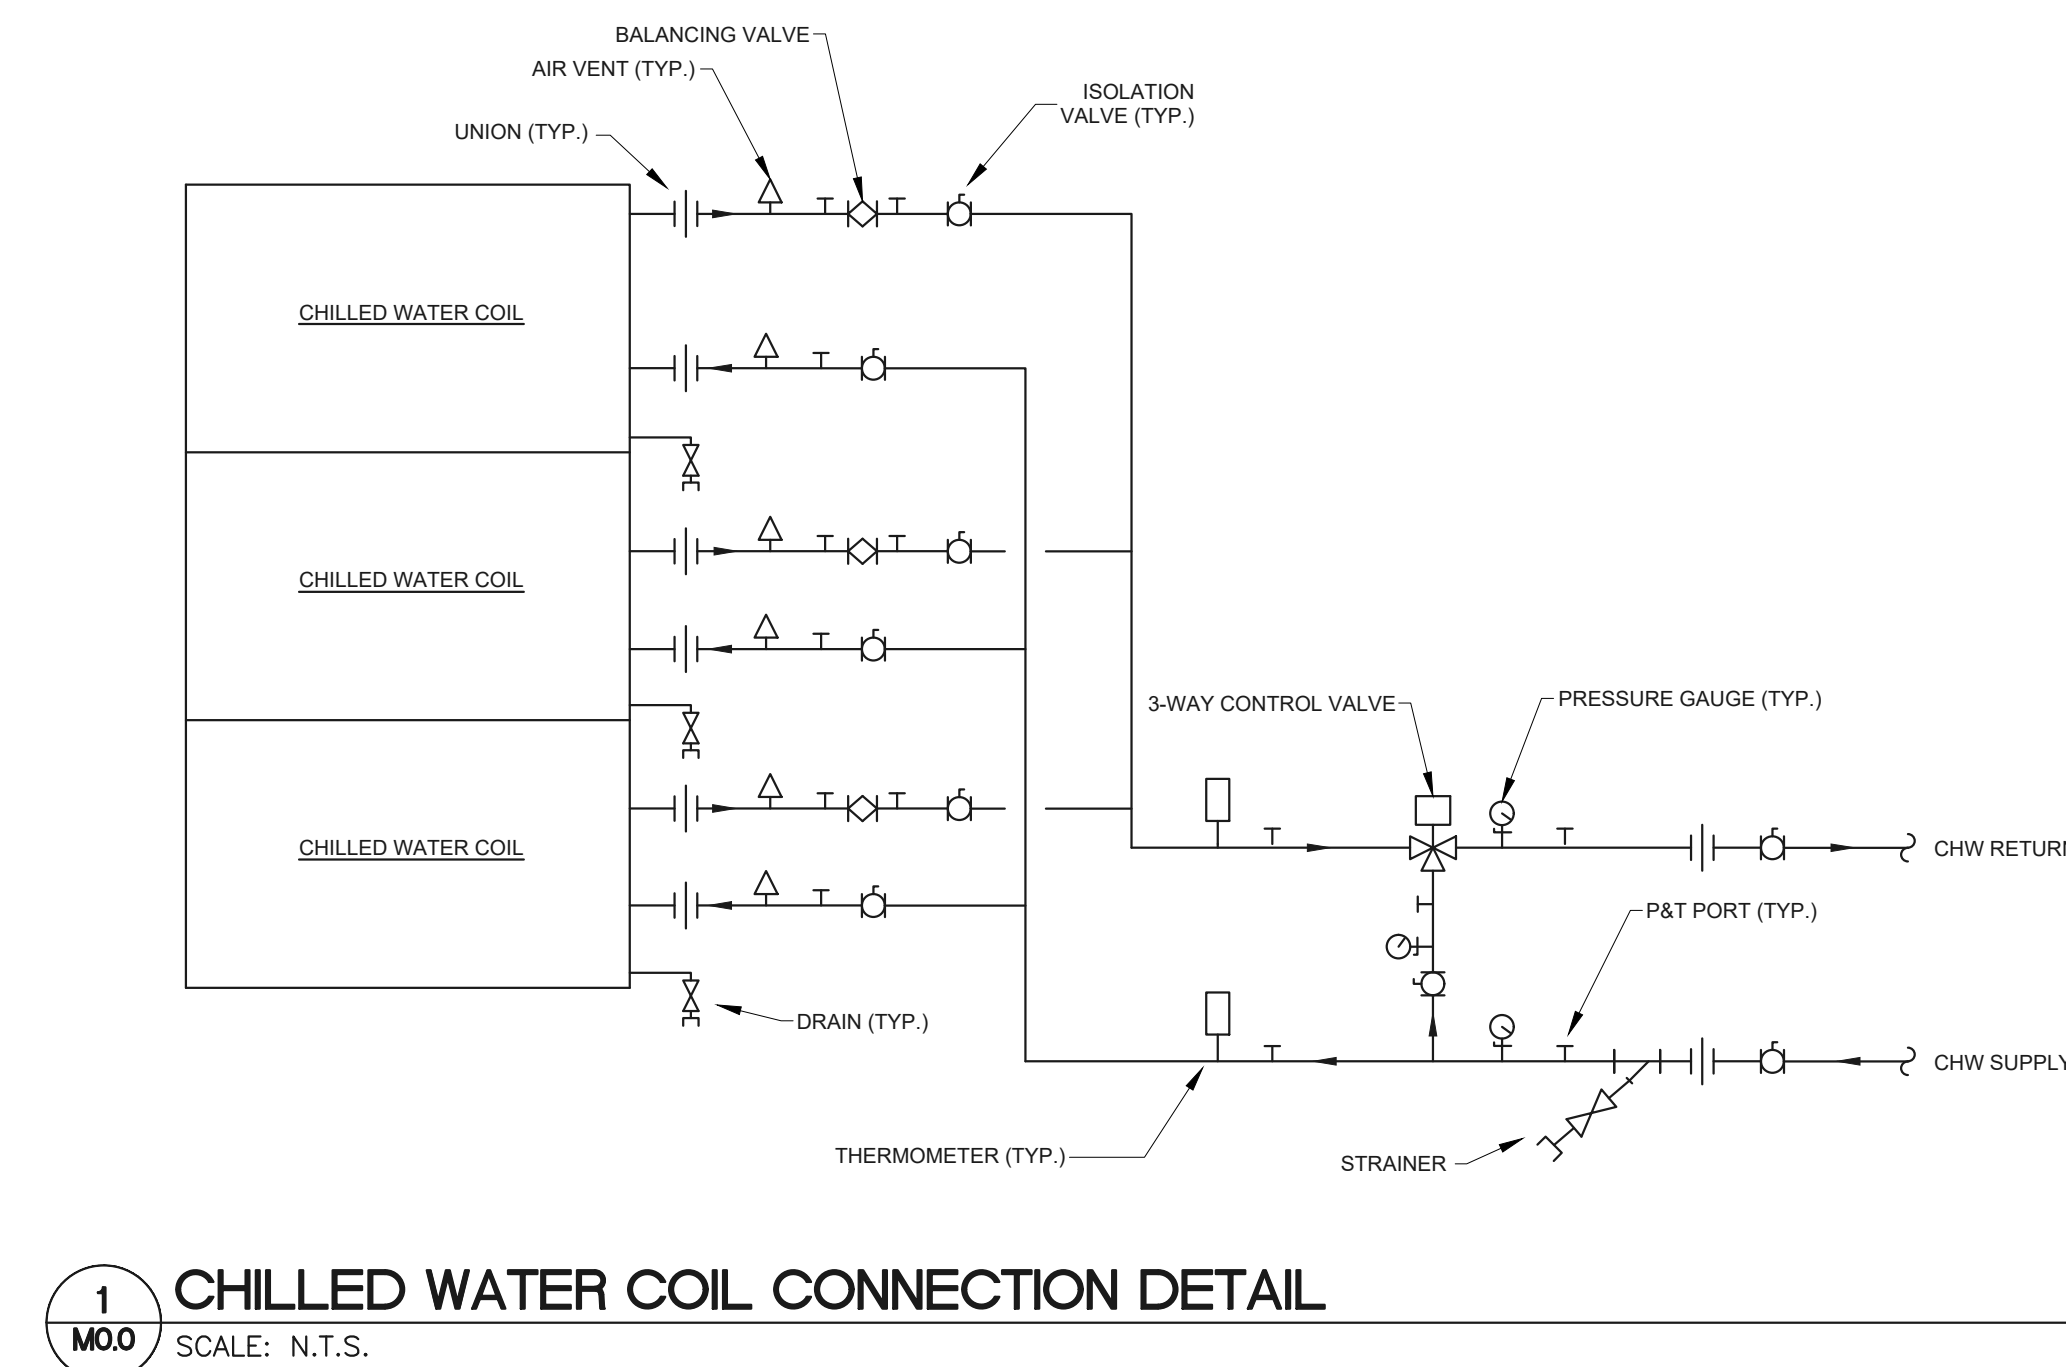 BALANCING VALVE
AIR VENT (TYP.)
ISOLATION
VALVE (TYP.)
UNION (TYP.)
CHILLED WATER COIL
CHILLED WATER COIL
3-WAY CONTROL VALVE
PRESSURE GAUGE (TYP.)
CHILLED WATER COIL
CHW RETURN
P&T PORT (TYP.)
DRAIN (TYP.)
CHW SUPPLY
THERMOMETER (TYP.)
STRAINER
1
M0.0
CHILLED WATER COIL CONNECTION DETAIL
SCALE: N.T.S.